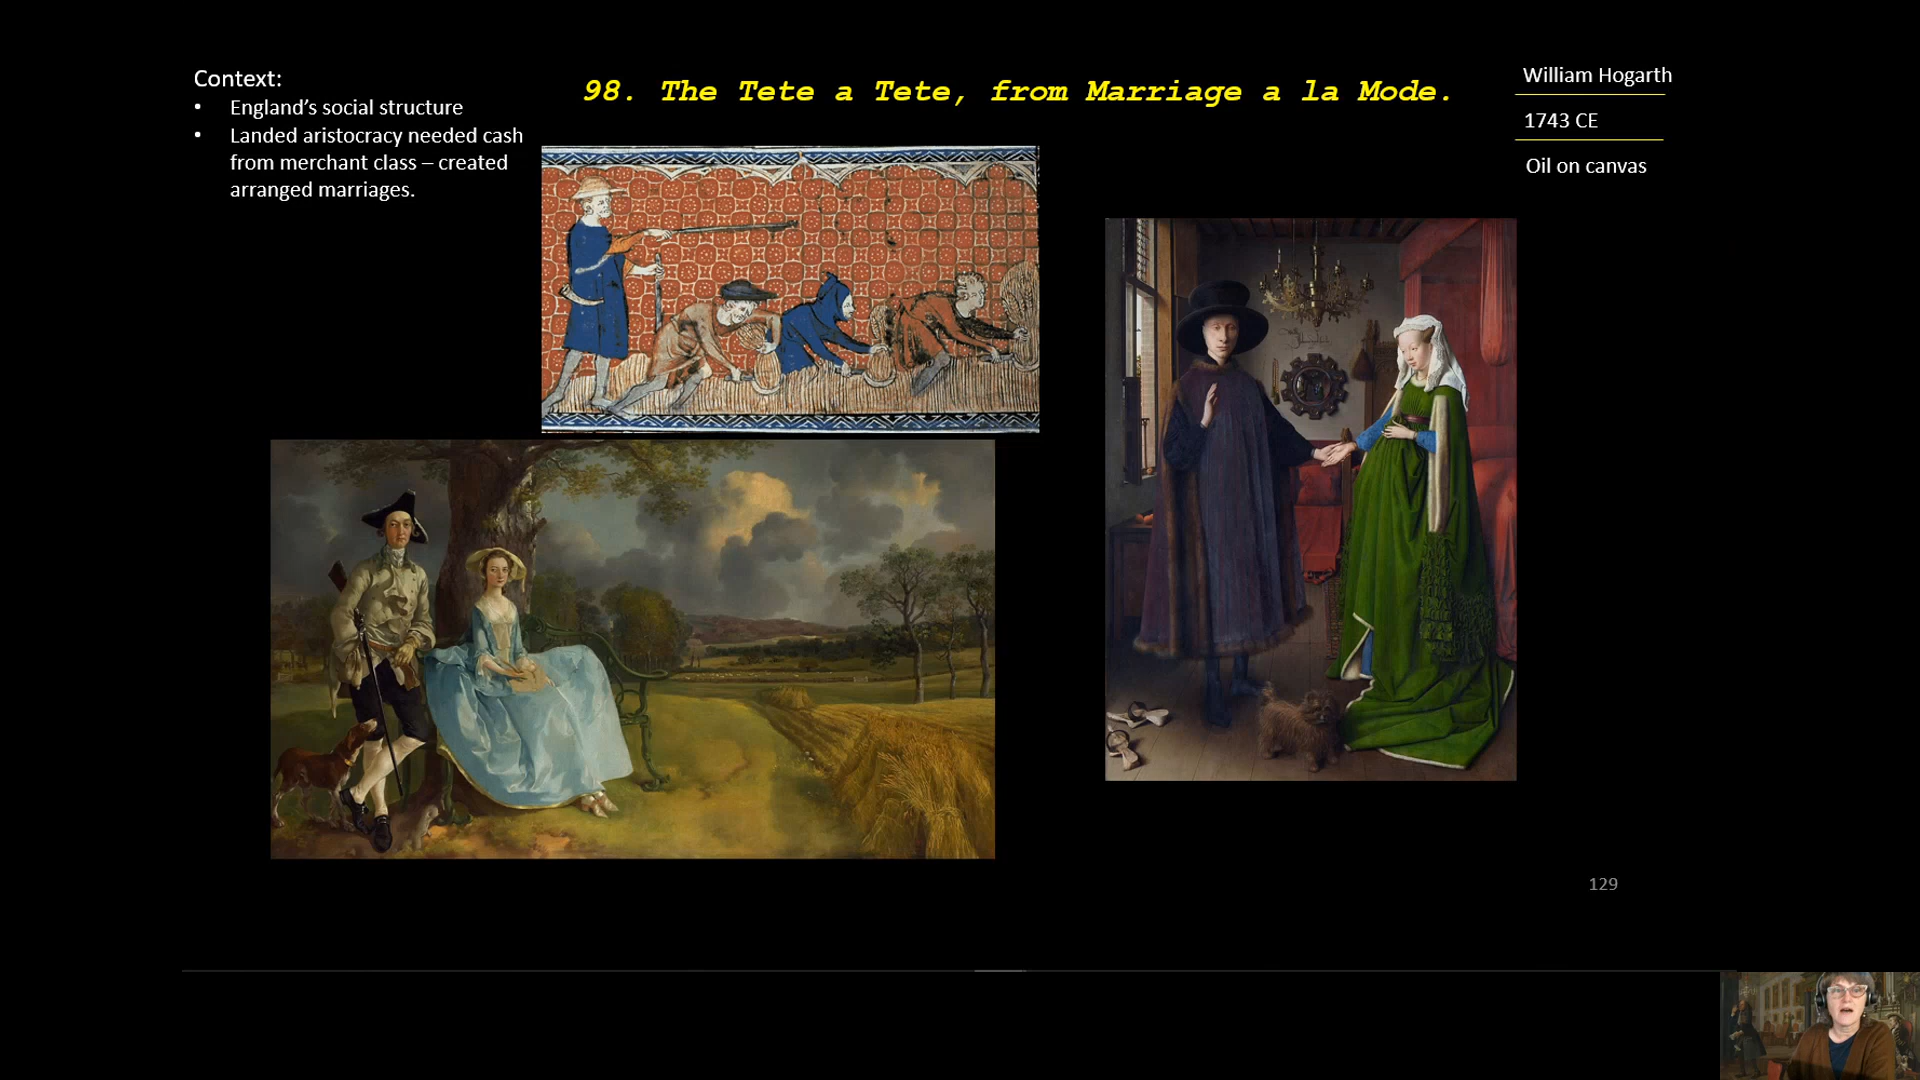 Context:
• England's social structure
• Landed aristocracy needed cash
from merchant class – created
arranged marriages.
98. The Tete a Tete, from Marriage a la Mode.
William Hogarth
1743 CE
Oil on canvas
129